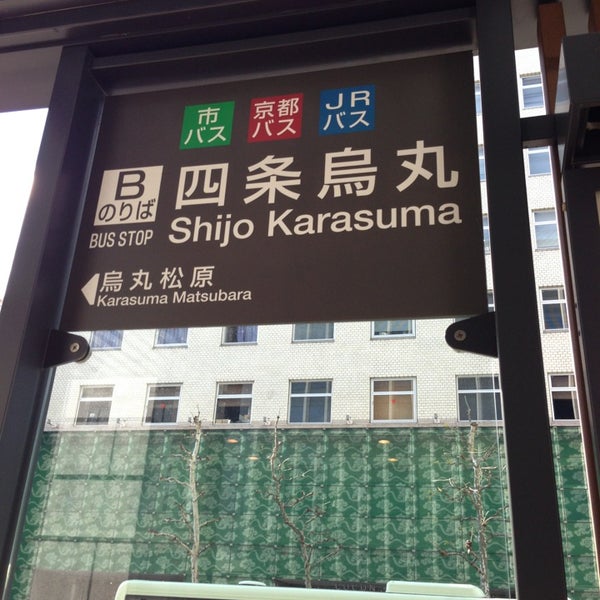 市バス
京都バス
JRバス
B
のりば
BUS STOP
四条烏丸
Shijo Karasuma
烏丸松原
Karasuma Matsubara
COCON